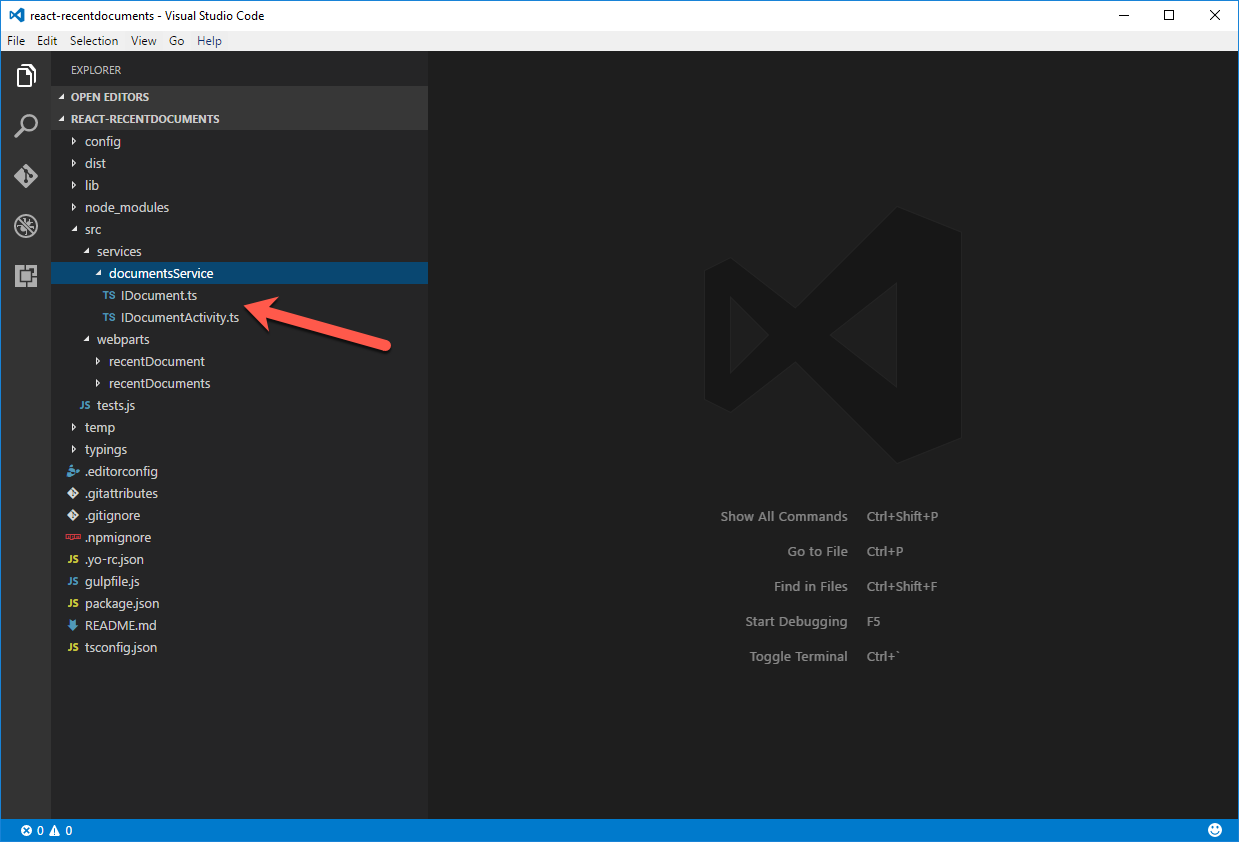 react-recentdocuments - Visual Studio Code
File Edit Selection View Go Help
EXPLORER
OPEN EDITORS
REACT-RECENTDOCUMENTS
config
dist
lib
node_modules
src
services
documentsService
TS IDocument.ts
TS IDocumentActivity.ts
webparts
recentDocument
recentDocuments
JS tests.js
temp
typings
.editorconfig
.gitattributes
.gitignore
npm .npmignore
JS .yo-rc.json
JS gulpfile.js
JS package.json
README.md
JS tsconfig.json
Show All Commands Ctrl+Shift+P
Go to File Ctrl+P
Find in Files Ctrl+Shift+F
Start Debugging F5
Toggle Terminal Ctrl+`
0 0